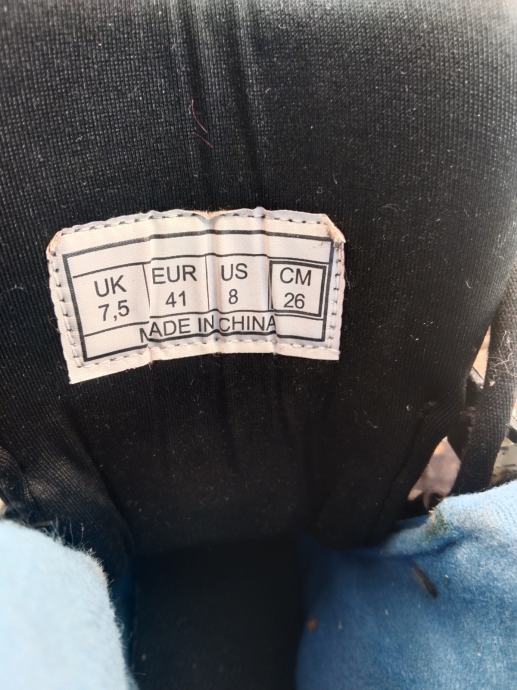 UK EUR US CM
7,5 41 8 26
MADE IN CHINA